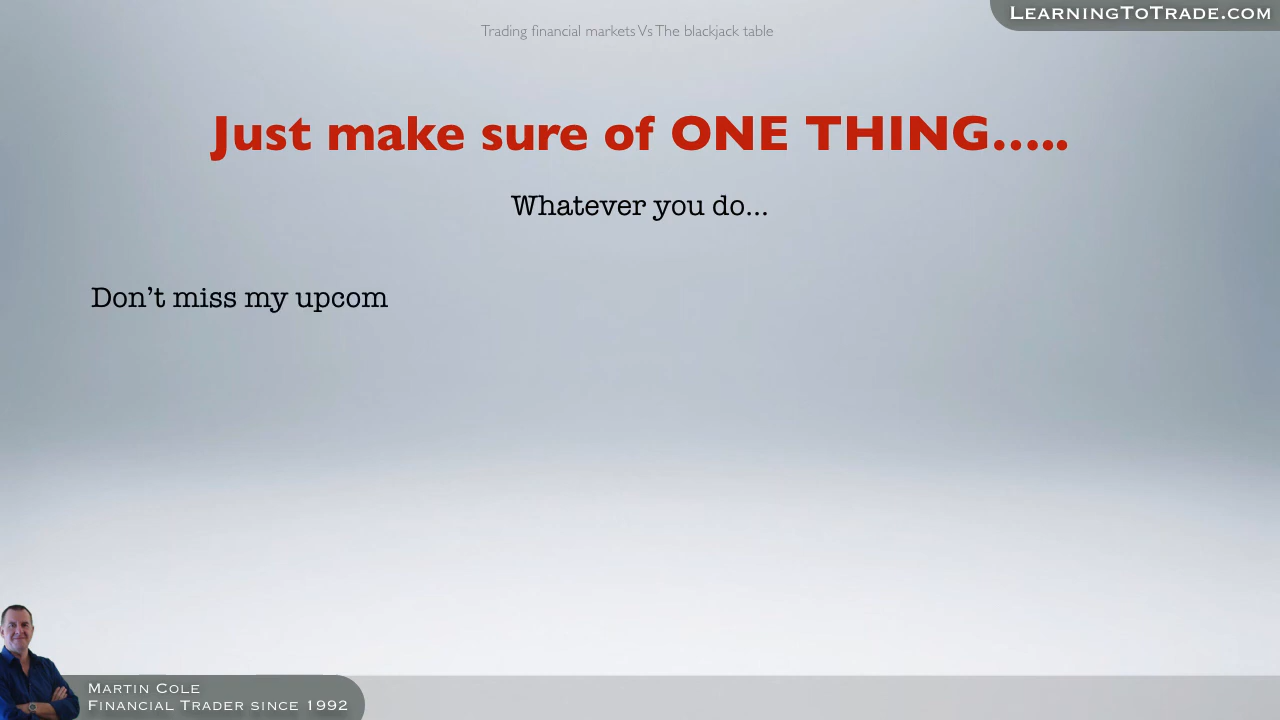 LearningToTrade.com
Trading financial markets Vs The blackjack table
Just make sure of ONE THING.....
Whatever you do...
Don’t miss my upcom
Martin Cole
Financial Trader since 1992